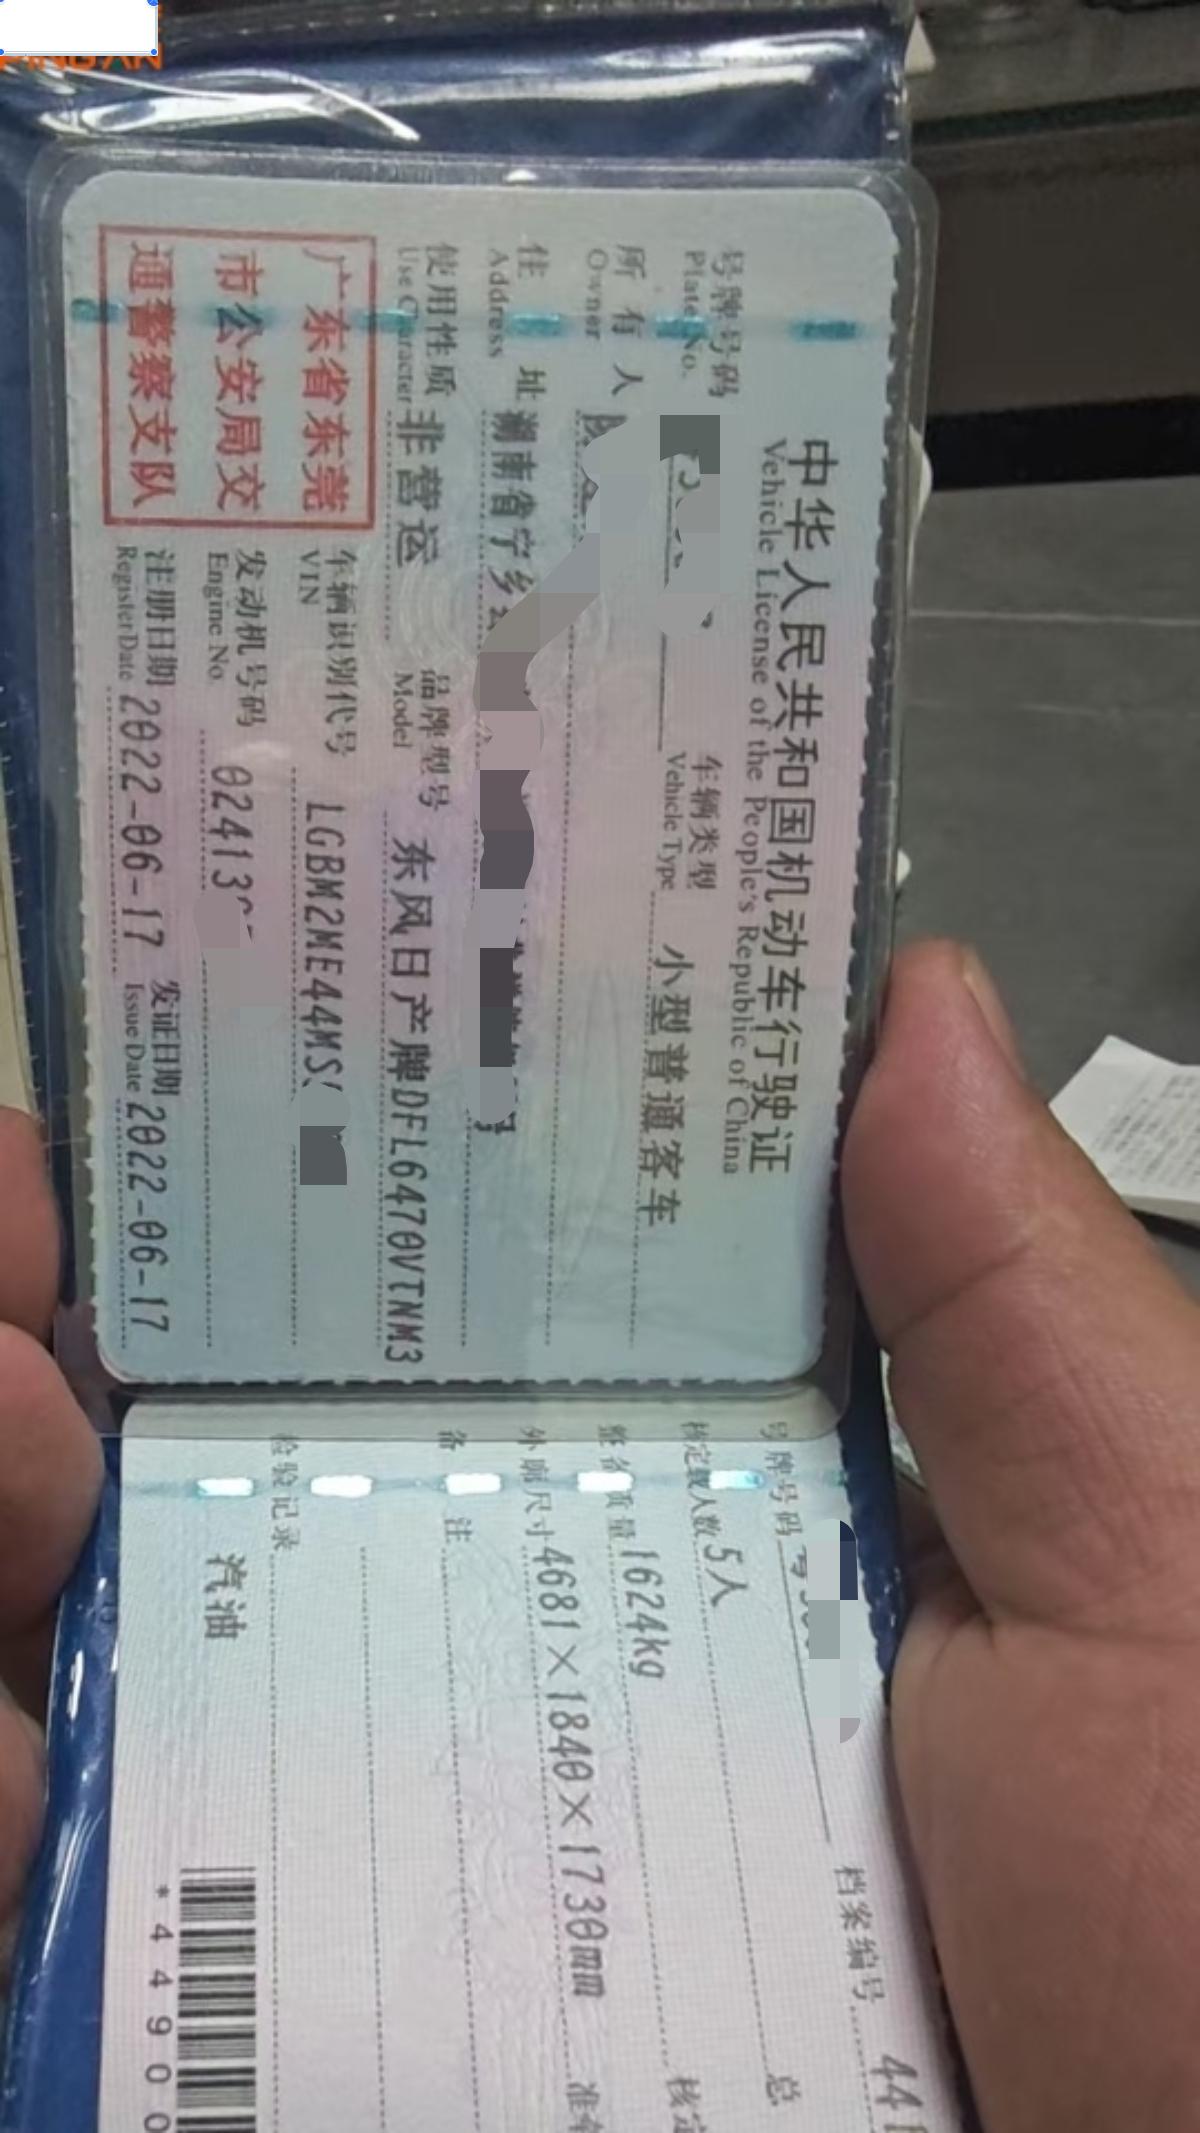 中华人民共和国机动车行驶证
Vehicle License of the People's Republic of China
号牌号码
Plate No.
车辆类型 小型普通客车
Vehicle Type
所有人
Owner
住址 湖南省宁乡
Address
使用性质 非营运
Use Character
品牌型号 东风日产牌DFL6470VTNM3
Model
广东省东莞
市公安局交
通警察支队
车辆识别代号 LGBM2ME44MS
VIN
发动机号码 02413
Engine No.
注册日期 2022-06-17
Register Date
发证日期 2022-06-17
Issue Date
号牌号码
档案编号 441
核定载人数 5人
总
整备质量 1624kg
核定
外廓尺寸 4681×1840×1730mm
准牵
备注
检验记录
汽油
*44900